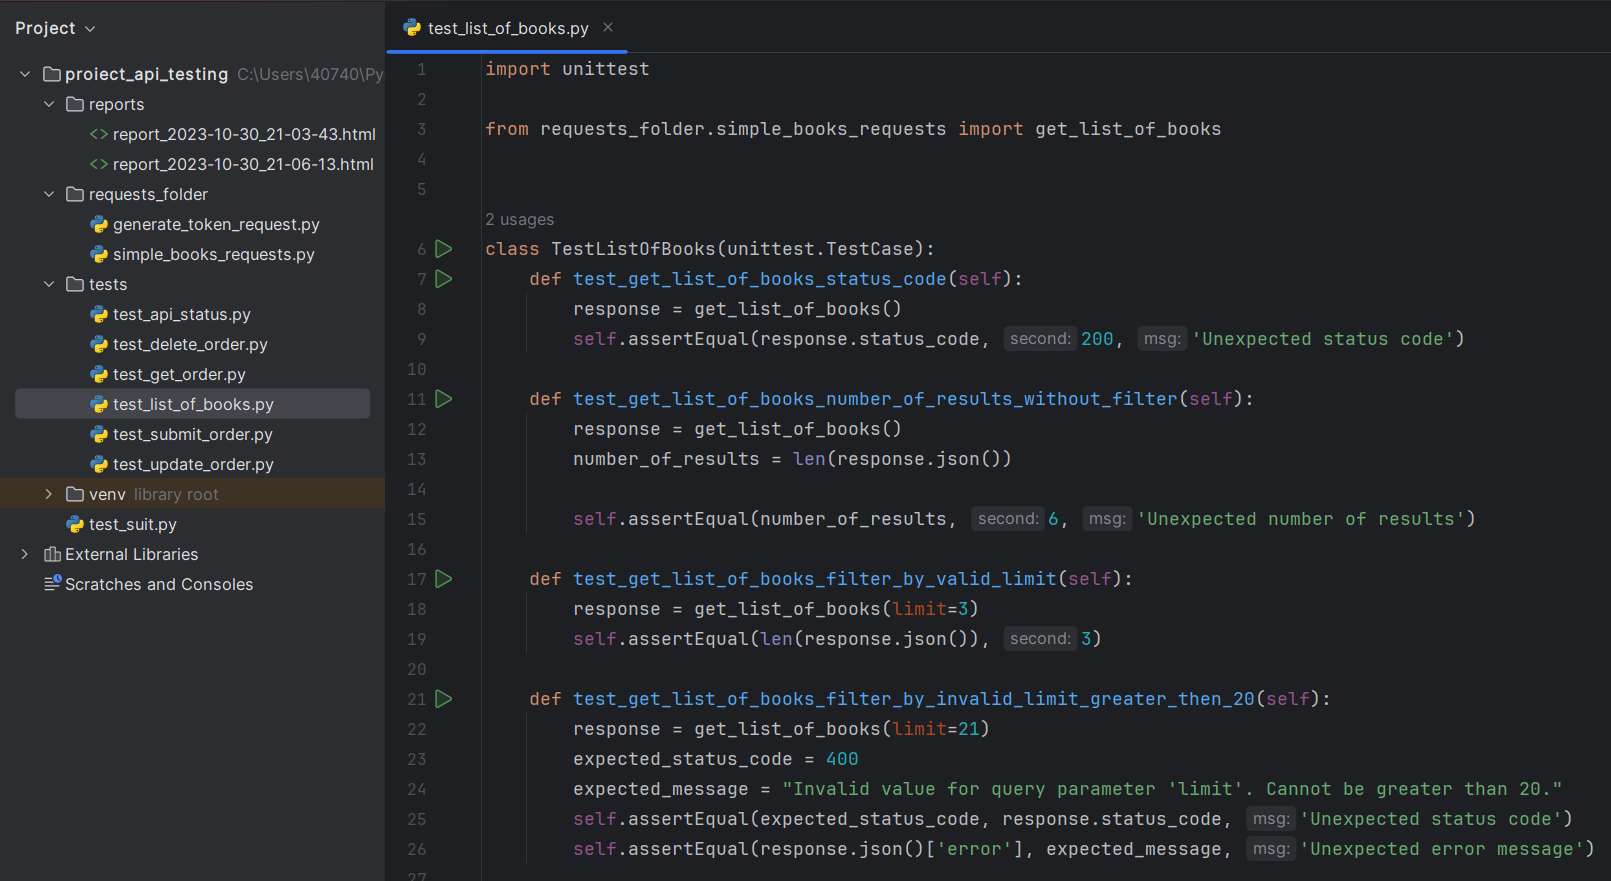 Project
proiect_api_testing C:\Users\40740\Py
reports
report_2023-10-30_21-03-43.html
report_2023-10-30_21-06-13.html
requests_folder
generate_token_request.py
simple_books_requests.py
tests
test_api_status.py
test_delete_order.py
test_get_order.py
test_list_of_books.py
test_submit_order.py
test_update_order.py
venv library root
test_suit.py
External Libraries
Scratches and Consoles
test_list_of_books.py
1 import unittest
2
3 from requests_folder.simple_books_requests import get_list_of_books
4
5
2 usages
6 class TestListOfBooks(unittest.TestCase):
7 def test_get_list_of_books_status_code(self):
8 response = get_list_of_books()
9 self.assertEqual(response.status_code, second: 200, msg: 'Unexpected status code')
10
11 def test_get_list_of_books_number_of_results_without_filter(self):
12 response = get_list_of_books()
13 number_of_results = len(response.json())
14
15 self.assertEqual(number_of_results, second: 6, msg: 'Unexpected number of results')
16
17 def test_get_list_of_books_filter_by_valid_limit(self):
18 response = get_list_of_books(limit=3)
19 self.assertEqual(len(response.json()), second: 3)
20
21 def test_get_list_of_books_filter_by_invalid_limit_greater_then_20(self):
22 response = get_list_of_books(limit=21)
23 expected_status_code = 400
24 expected_message = "Invalid value for query parameter 'limit'. Cannot be greater than 20."
25 self.assertEqual(expected_status_code, response.status_code, msg: 'Unexpected status code')
26 self.assertEqual(response.json()['error'], expected_message, msg: 'Unexpected error message')
27